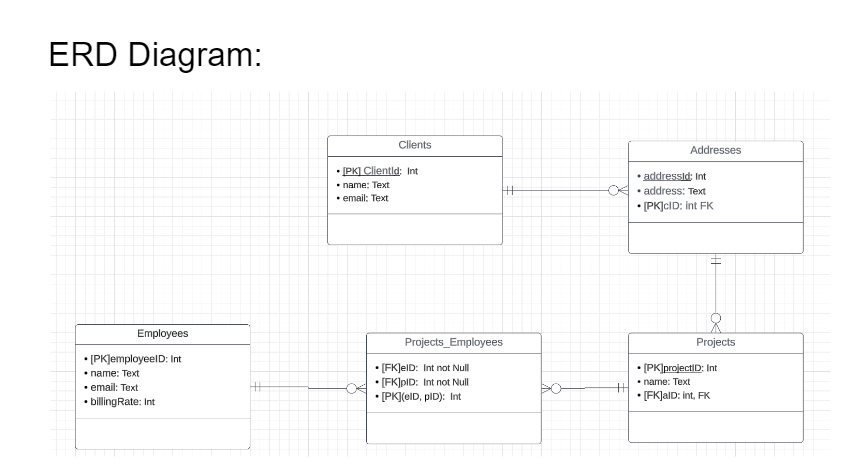 ERD Diagram:
Clients
• [PK] ClientId: Int
• name: Text
• email: Text
Addresses
• addressId: Int
• address: Text
• [PK]cID: int FK
Employees
• [PK]employeeID: Int
• name: Text
• email: Text
• billingRate: Int
Projects_Employees
• [FK]eID: Int not Null
• [FK]pID: Int not Null
• [PK](eID, pID): Int
Projects
• [PK]projectID: Int
• name: Text
• [FK]aID: int, FK